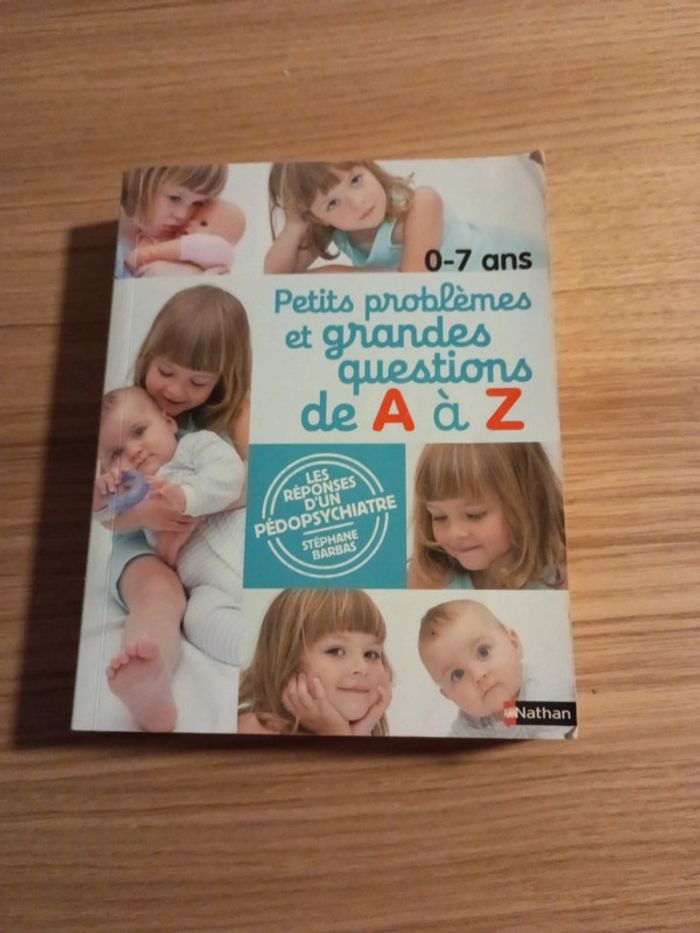 0-7 ans
Petits problèmes
et grandes
questions
de A à Z
LES
RÉPONSES
D'UN
PÉDOPSYCHIATRE
STÉPHANE
BARBAS
Nathan